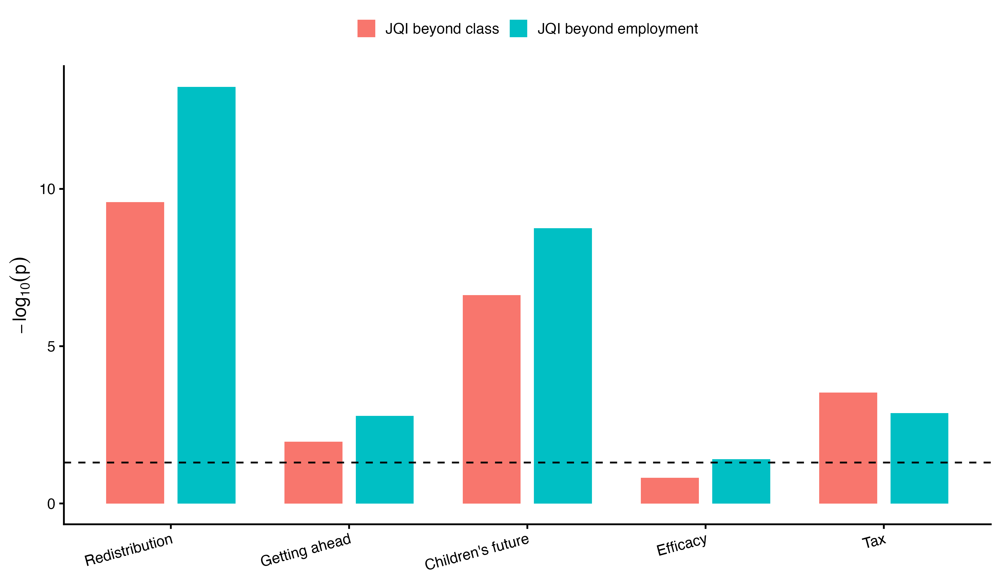 JQI beyond class JQI beyond employment
−log₁₀(p)
10
5
0
Redistribution
Getting ahead
Children's future
Efficacy
Tax